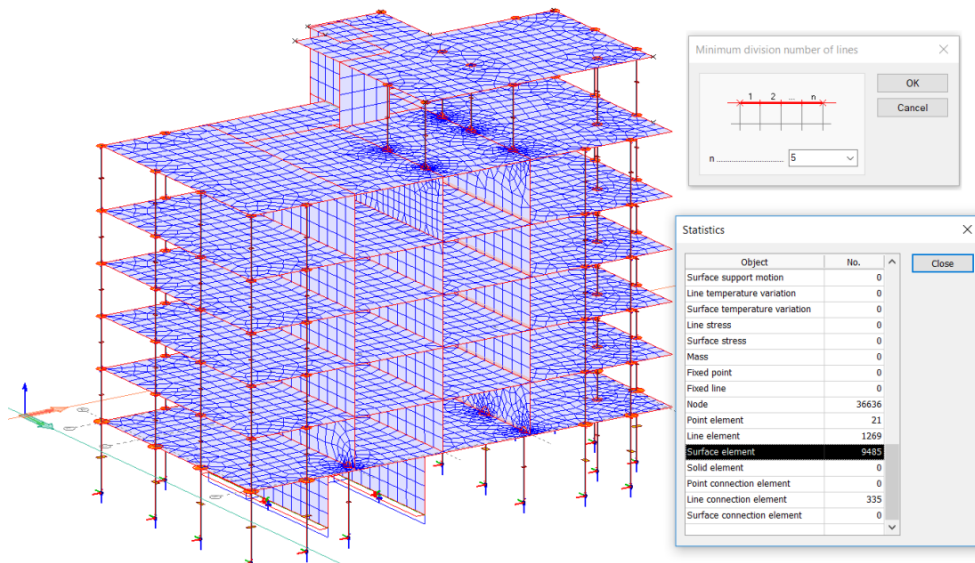 Minimum division number of lines
1 2 ... n
OK
Cancel
n ................................ 5
Statistics
Object No.
Close
Surface support motion 0
Line temperature variation 0
Surface temperature variation 0
Line stress 0
Surface stress 0
Mass 0
Fixed point 0
Fixed line 0
Node 36636
Point element 21
Line element 1269
Surface element 9485
Solid element 0
Point connection element 0
Line connection element 335
Surface connection element 0